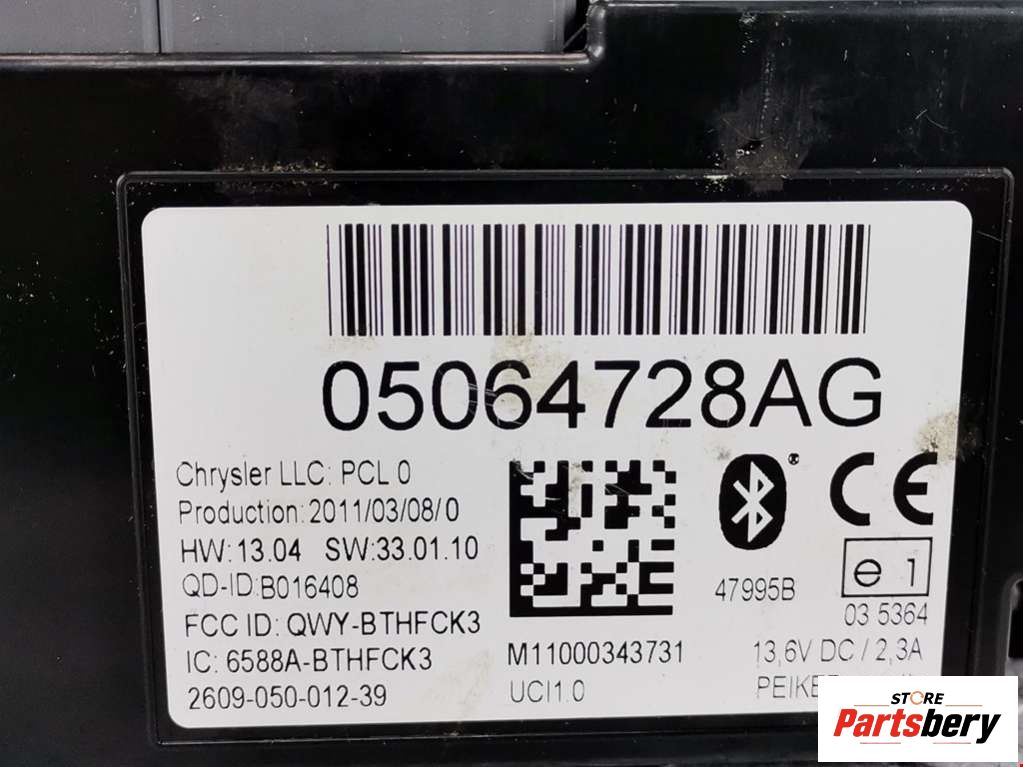 05064728AG
Chrysler LLC: PCL 0
Production: 2011/03/08/0
HW:13.04 SW:33.01.10
QD-ID:B016408
FCC ID: QWY-BTHFCK3
IC: 6588A-BTHFCK3
2609-050-012-39
M11000343731
UCI1.0
47995B
CE
e 1
03 5364
13,6V DC / 2,3A
STORE
Partsbery